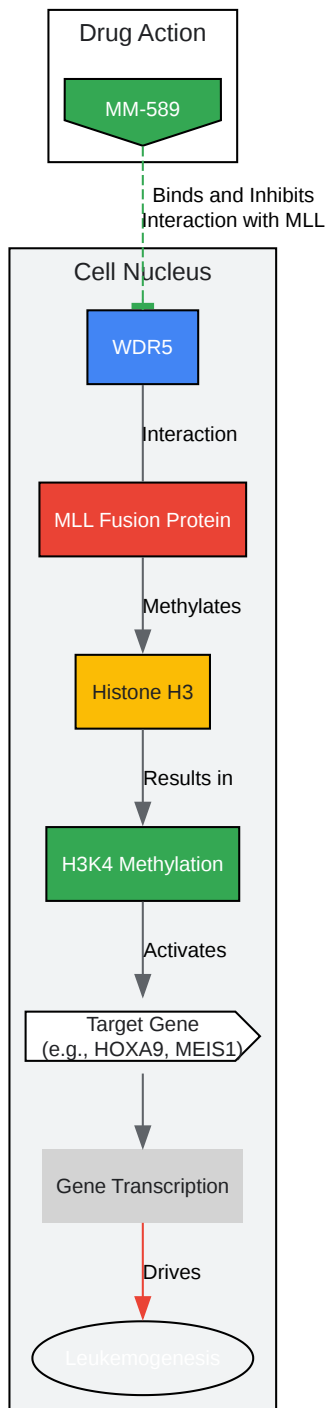 Drug Action
MM-589
Binds and Inhibits
Interaction with MLL
Cell Nucleus
WDR5
Interaction
MLL Fusion Protein
Methylates
Histone H3
Results in
H3K4 Methylation
Activates
Target Gene
(e.g., HOXA9, MEIS1)
Gene Transcription
Drives
Leukemogenesis